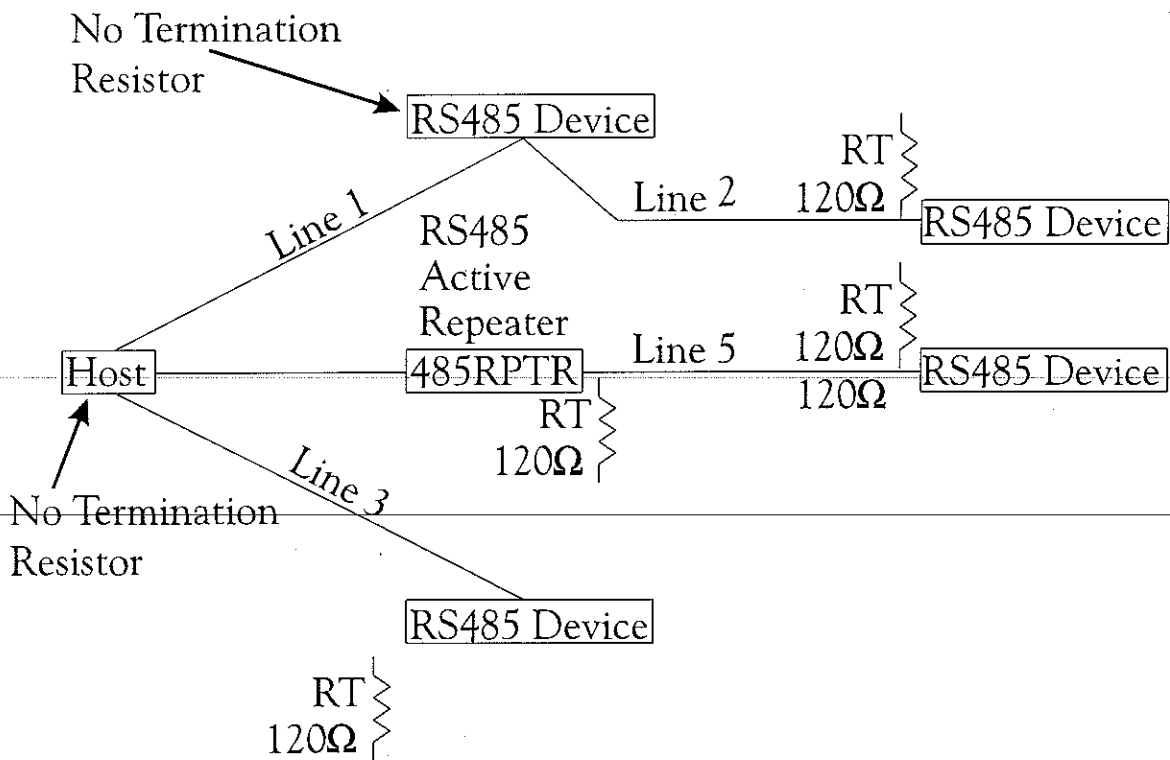 No Termination
Resistor
RS485 Device
RT
120Ω
Line 2
RS485 Device
Line 1
RS485
Active
Repeater
RT
120Ω
Line 5
Host
485RPTR
RS485 Device
120Ω
RT
120Ω
Line 3
No Termination
Resistor
RS485 Device
RT
120Ω